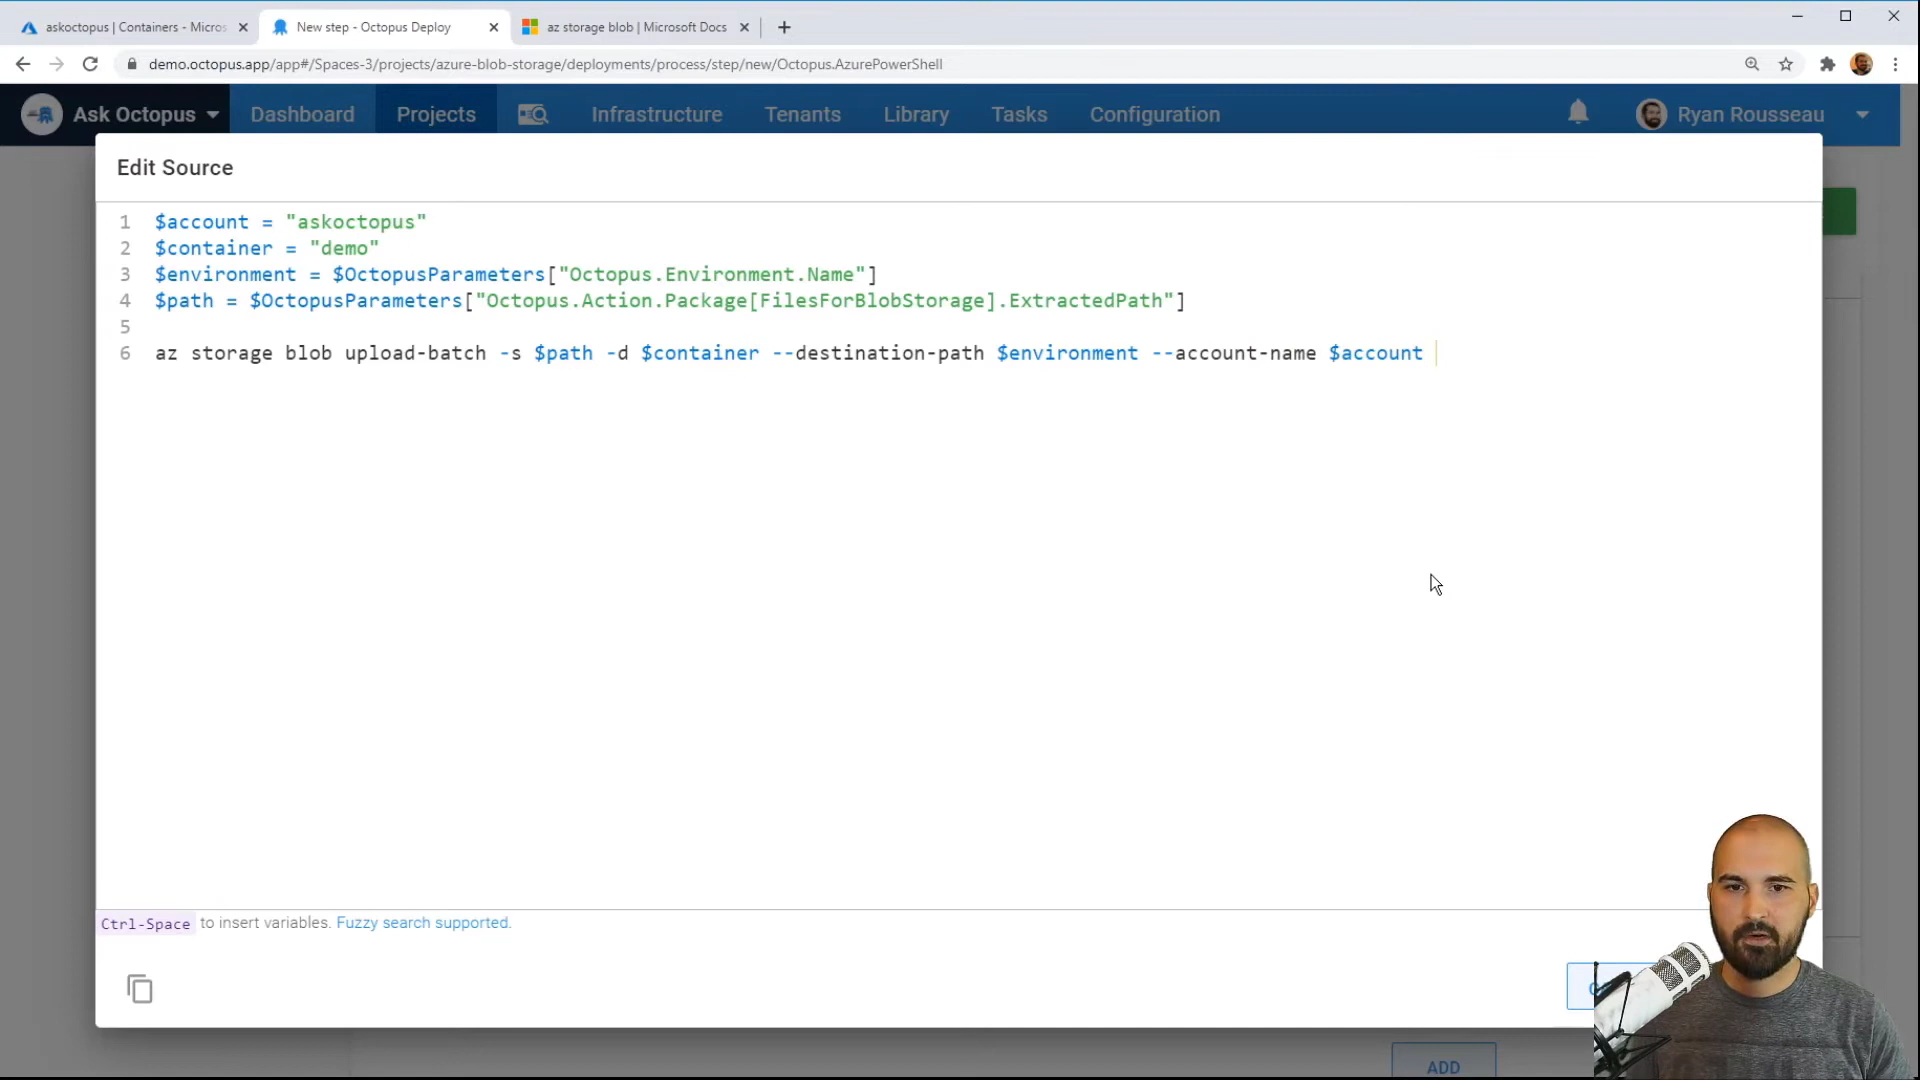 askoctopus | Containers - Micros
New step - Octopus Deploy
az storage blob | Microsoft Docs
demo.octopus.app/app#/Spaces-3/projects/azure-blob-storage/deployments/process/step/new/Octopus.AzurePowerShell
Ask Octopus
Dashboard
Projects
Infrastructure
Tenants
Library
Tasks
Configuration
Ryan Rousseau
Edit Source
1 $account = "askoctopus"
2 $container = "demo"
3 $environment = $OctopusParameters["Octopus.Environment.Name"]
4 $path = $OctopusParameters["Octopus.Action.Package[FilesForBlobStorage].ExtractedPath"]
5
6 az storage blob upload-batch -s $path -d $container --destination-path $environment --account-name $account
Ctrl-Space to insert variables. Fuzzy search supported.
ADD